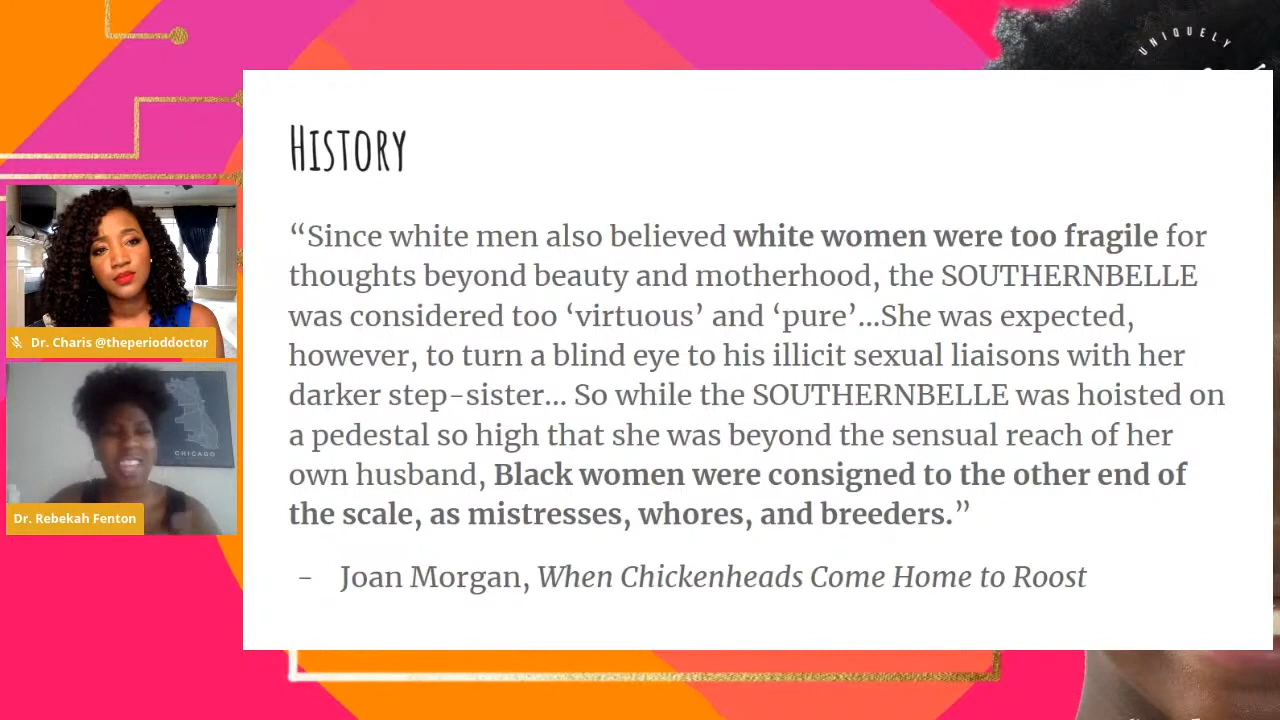 UNIQUELY
History
“Since white men also believed white women were too fragile for
thoughts beyond beauty and motherhood, the SOUTHERNBELLE
was considered too ‘virtuous’ and ‘pure’...She was expected,
however, to turn a blind eye to his illicit sexual liaisons with her
darker step-sister... So while the SOUTHERNBELLE was hoisted on
a pedestal so high that she was beyond the sensual reach of her
own husband, Black women were consigned to the other end of
the scale, as mistresses, whores, and breeders.”
- Joan Morgan, When Chickenheads Come Home to Roost
Dr. Charis @theperioddoctor
CHICAGO
Dr. Rebekah Fenton